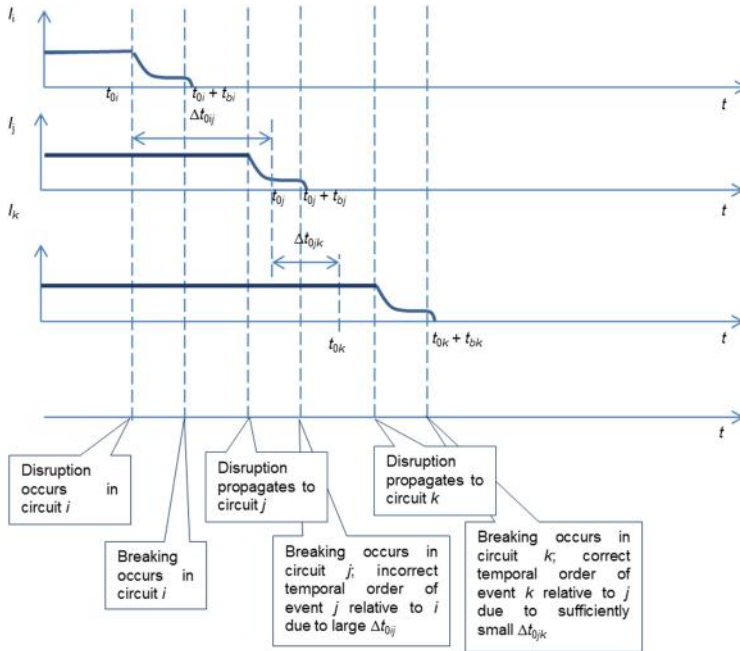 I_i
t_0i
t_0i + t_bi
t
Δt_0ij
I_j
t_0j
t_0j + t_bj
t
I_k
Δt_0jk
t_0k
t_0k + t_bk
t
t
Disruption
occurs in
circuit i
Breaking
occurs in
circuit i
Disruption
propagates to
circuit j
Breaking occurs in
circuit j; incorrect
temporal order of
event j relative to i
due to large Δt_0ij
Disruption
propagates to
circuit k
Breaking occurs in
circuit k; correct
temporal order of
event k relative to j
due to sufficiently
small Δt_0jk